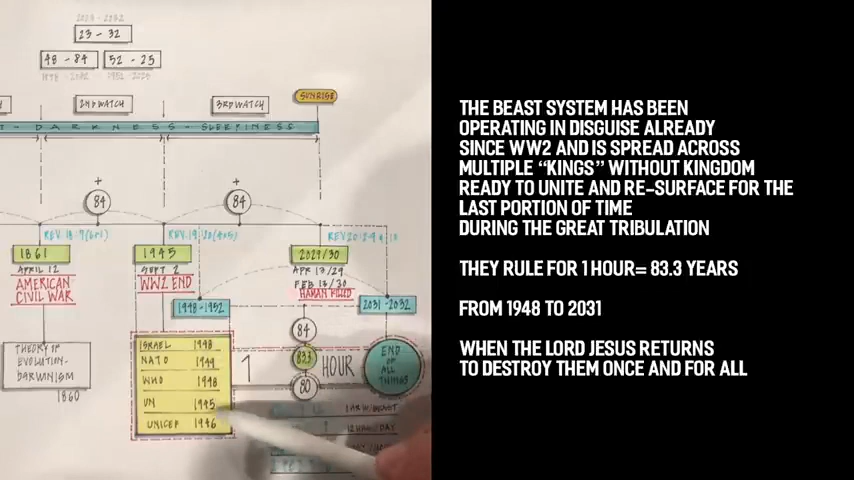 2023 - 2032
23 - 32
48 - 84
52 - 25
2ND WATCH
3RD WATCH
SUNRISE
DARKNESS - SLEEPINESS
+
+
84
84
1861
APRIL 12
AMERICAN
CIVIL WAR
1945
SEPT 2
WW2 END
2029/30
APR 13/29
FEB 13/30
HAMAN KILLED
1948-1952
2031-2032
THEORY OF
EVOLUTION-
DARWINISM
1860
ISRAEL 1948
NATO 1949
WHO 1948
UN 1945
UNICEF 1946
1
84
83.3
80
HOUR
END
OF
ALL
THINGS
THE BEAST SYSTEM HAS BEEN
OPERATING IN DISGUISE ALREADY
SINCE WW2 AND IS SPREAD ACROSS
MULTIPLE “KINGS” WITHOUT KINGDOM
READY TO UNITE AND RE-SURFACE FOR THE
LAST PORTION OF TIME
DURING THE GREAT TRIBULATION
THEY RULE FOR 1 HOUR= 83.3 YEARS
FROM 1948 TO 2031
WHEN THE LORD JESUS RETURNS
TO DESTROY THEM ONCE AND FOR ALL